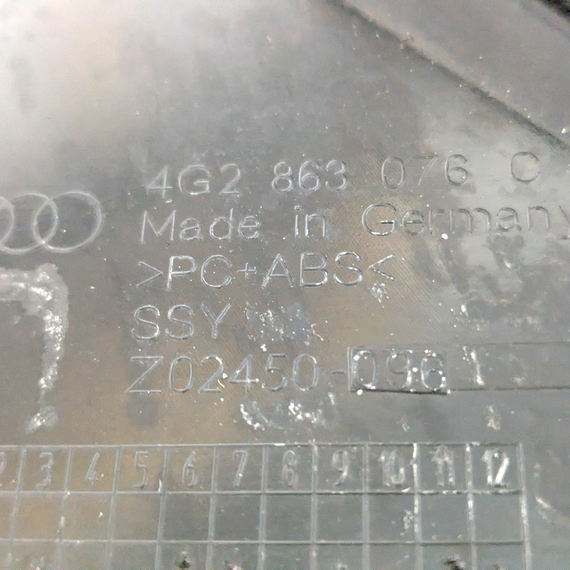 4G2 863 076 C
Made in Germany
>PC+ABS<
SSY
Z02450-096
2 3 4 5 6 7 8 9 10 11 12